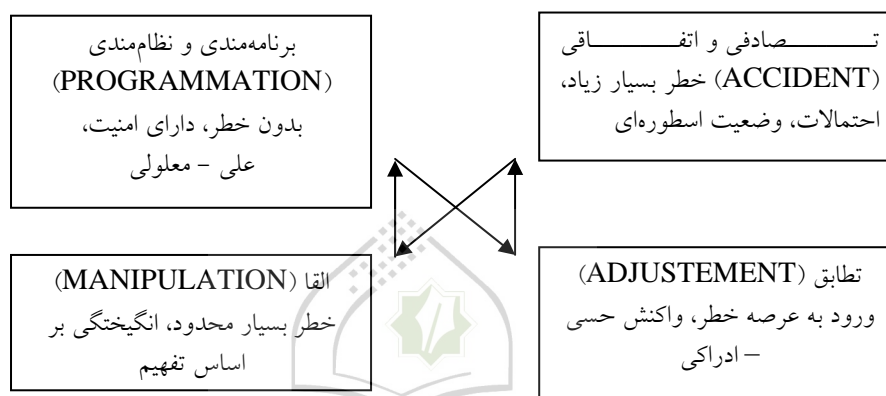 تصادفی و اتفاقی
(ACCIDENT) خطر بسیار زیاد،
احتمالات، وضعیت اسطوره‌ای
برنامه‌مندی و نظام‌مندی
(PROGRAMMATION)
بدون خطر، دارای امنیت،
علی – معلولی
تطابق (ADJUSTEMENT)
ورود به عرصه خطر، واکنش حسی
– ادراکی
القا (MANIPULATION)
خطر بسیار محدود، انگیختگی بر
اساس تفهیم